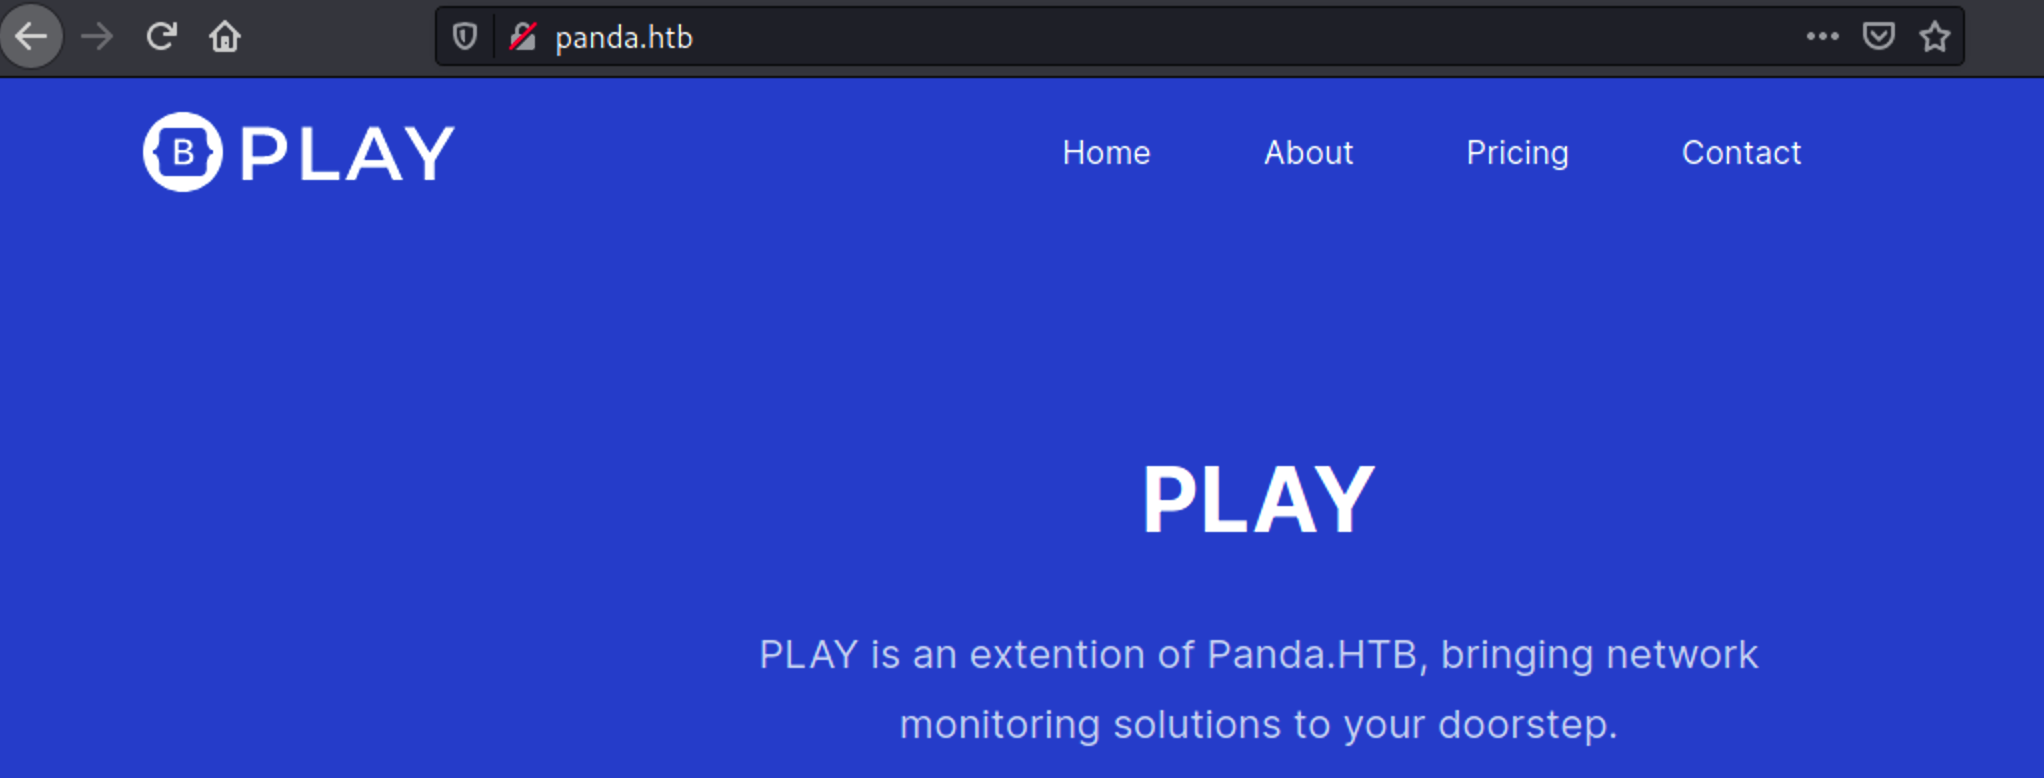 panda.htb
B PLAY
Home About Pricing Contact
PLAY
PLAY is an extention of Panda.HTB, bringing network
monitoring solutions to your doorstep.